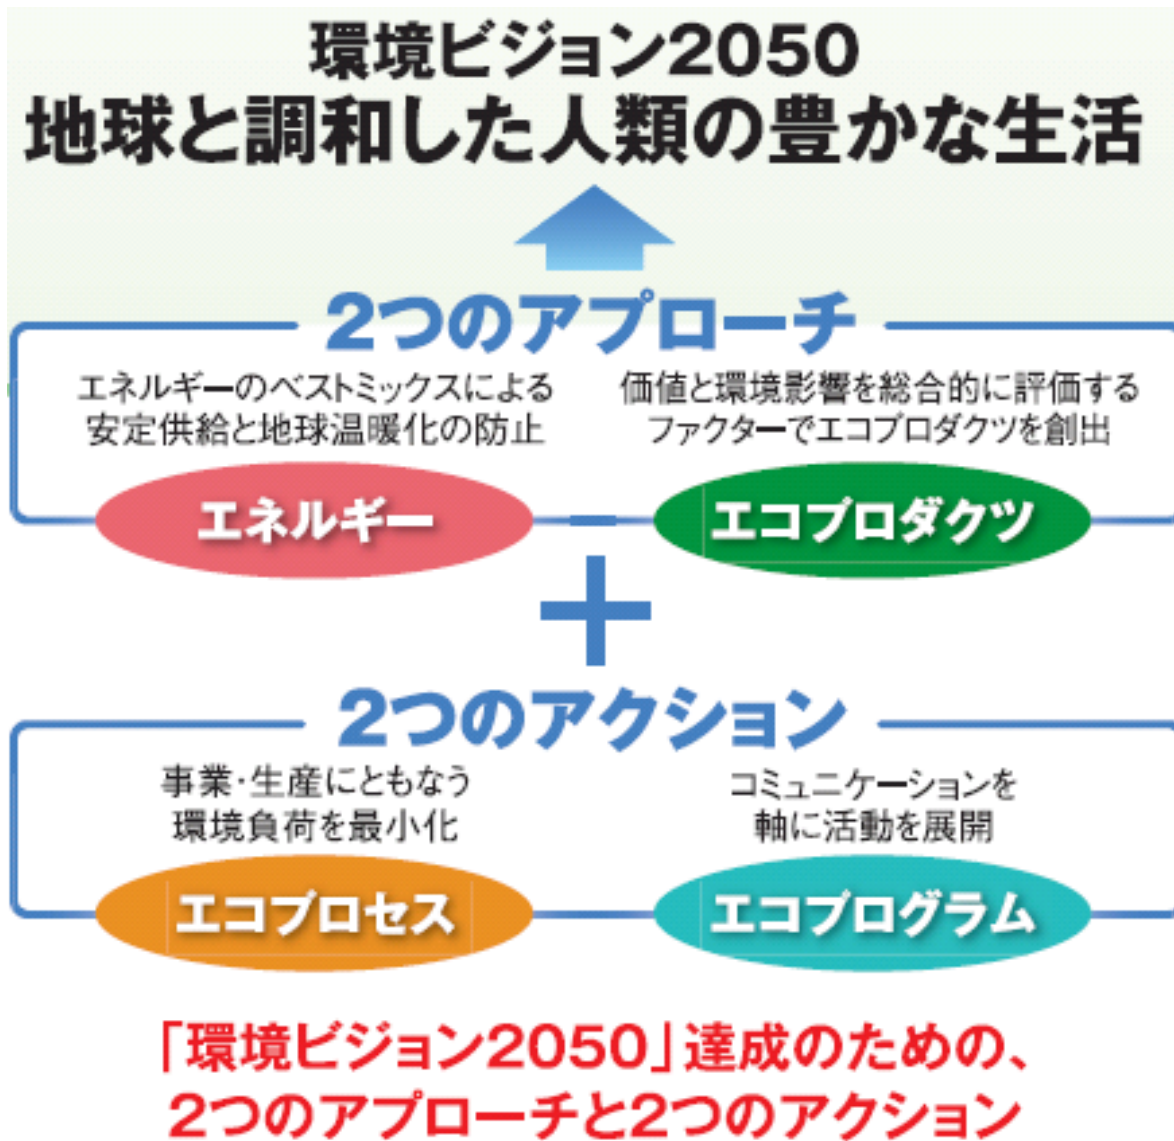 環境ビジョン2050
地球と調和した人類の豊かな生活
2つのアプローチ
エネルギーのベストミックスによる
安定供給と地球温暖化の防止
エネルギー
価値と環境影響を総合的に評価する
ファクターでエコプロダクツを創出
エコプロダクツ
2つのアクション
事業・生産にともなう
環境負荷を最小化
エコプロセス
コミュニケーションを
軸に活動を展開
エコプログラム
「環境ビジョン2050」達成のための、
2つのアプローチと2つのアクション